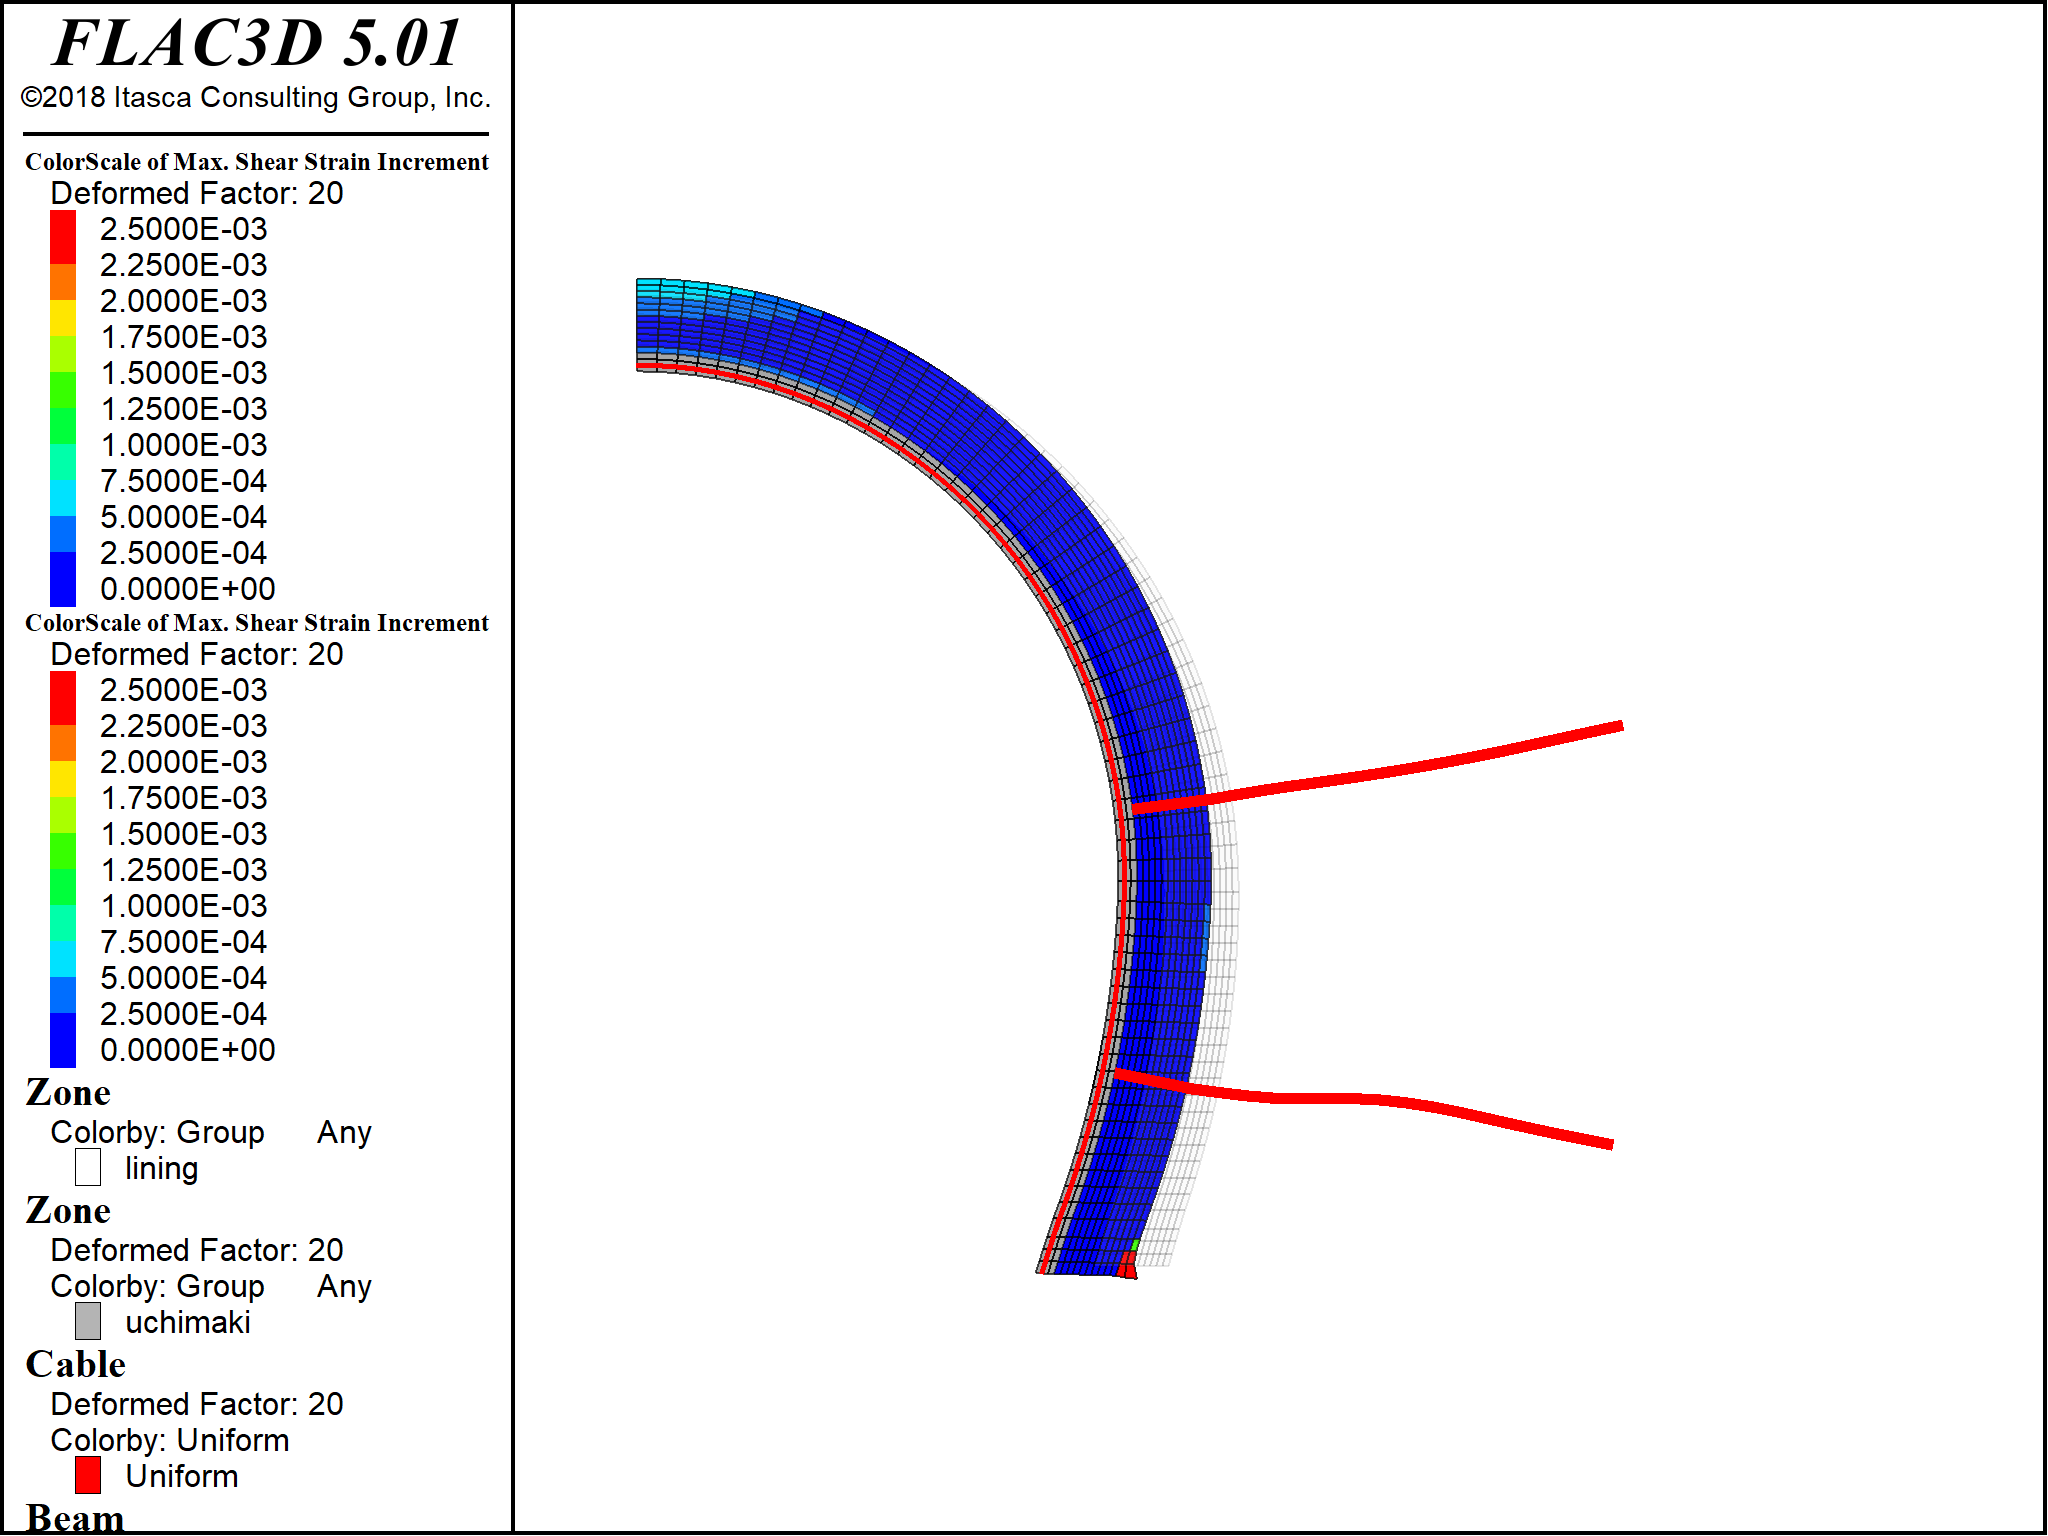 FLAC3D 5.01
©2018 Itasca Consulting Group, Inc.
ColorScale of Max. Shear Strain Increment
Deformed Factor: 20
2.5000E-03
2.2500E-03
2.0000E-03
1.7500E-03
1.5000E-03
1.2500E-03
1.0000E-03
7.5000E-04
5.0000E-04
2.5000E-04
0.0000E+00
ColorScale of Max. Shear Strain Increment
Deformed Factor: 20
2.5000E-03
2.2500E-03
2.0000E-03
1.7500E-03
1.5000E-03
1.2500E-03
1.0000E-03
7.5000E-04
5.0000E-04
2.5000E-04
0.0000E+00
Zone
Colorby: Group Any
lining
Zone
Deformed Factor: 20
Colorby: Group Any
uchimaki
Cable
Deformed Factor: 20
Colorby: Uniform
Uniform
Beam